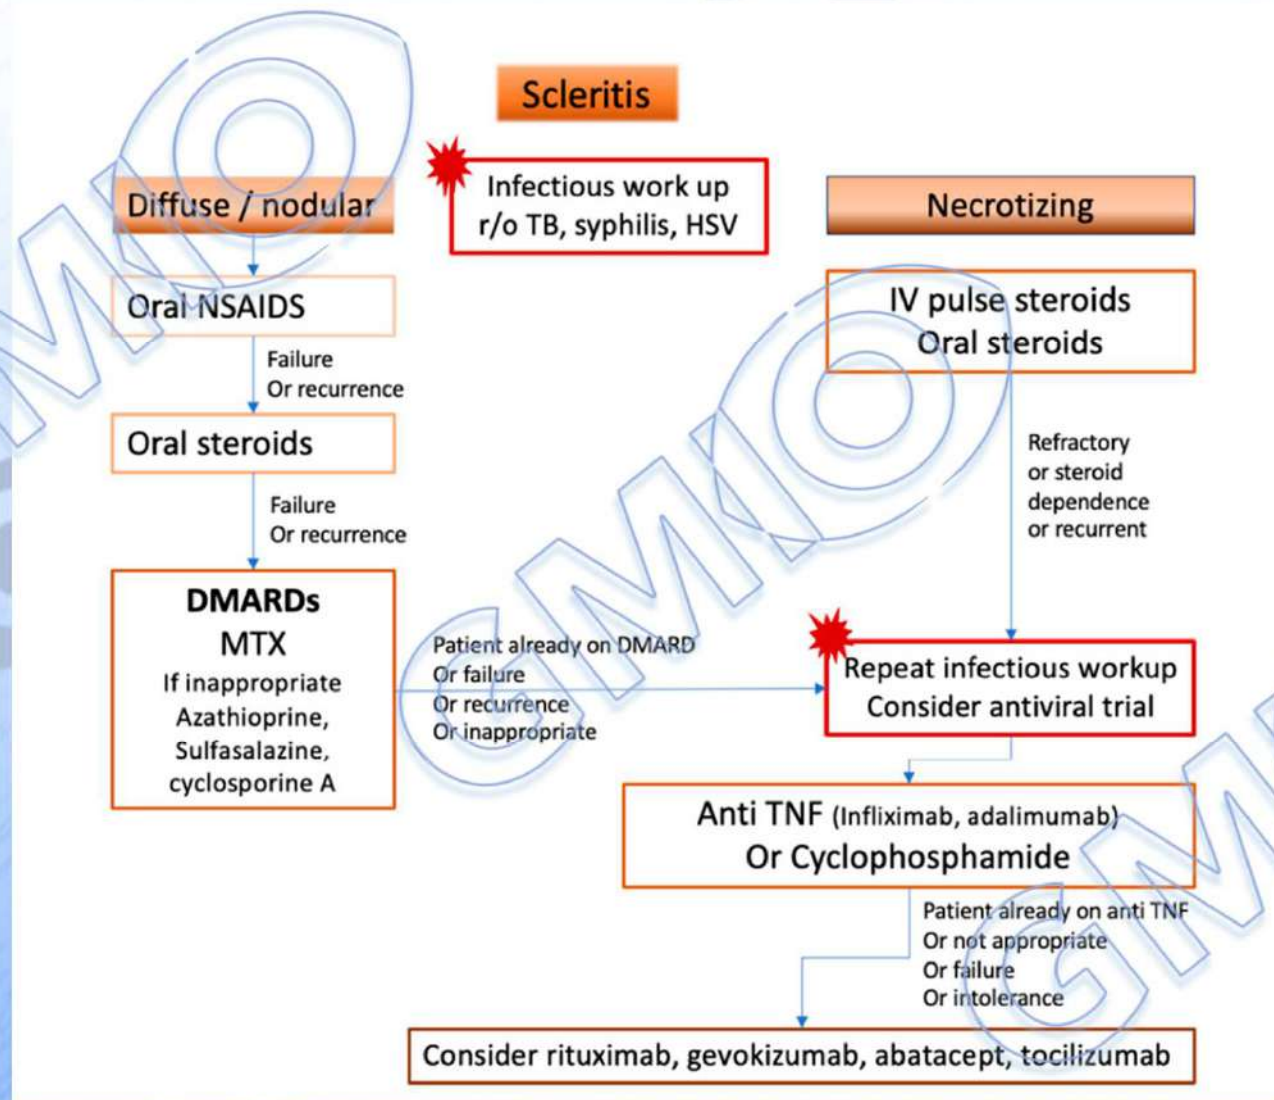 Scleritis
Infectious work up
r/o TB, syphilis, HSV
Diffuse / nodular
Oral NSAIDS
Failure
Or recurrence
Oral steroids
Failure
Or recurrence
DMARDs
MTX
If inappropriate
Azathioprine,
Sulfasalazine,
cyclosporine A
Patient already on DMARD
Or failure
Or recurrence
Or inappropriate
Necrotizing
IV pulse steroids
Oral steroids
Refractory
or steroid
dependence
or recurrent
Repeat infectious workup
Consider antiviral trial
Anti TNF (Infliximab, adalimumab)
Or Cyclophosphamide
Patient already on anti TNF
Or not appropriate
Or failure
Or intolerance
Consider rituximab, gevokizumab, abatacept, tocilizumab
GMIO